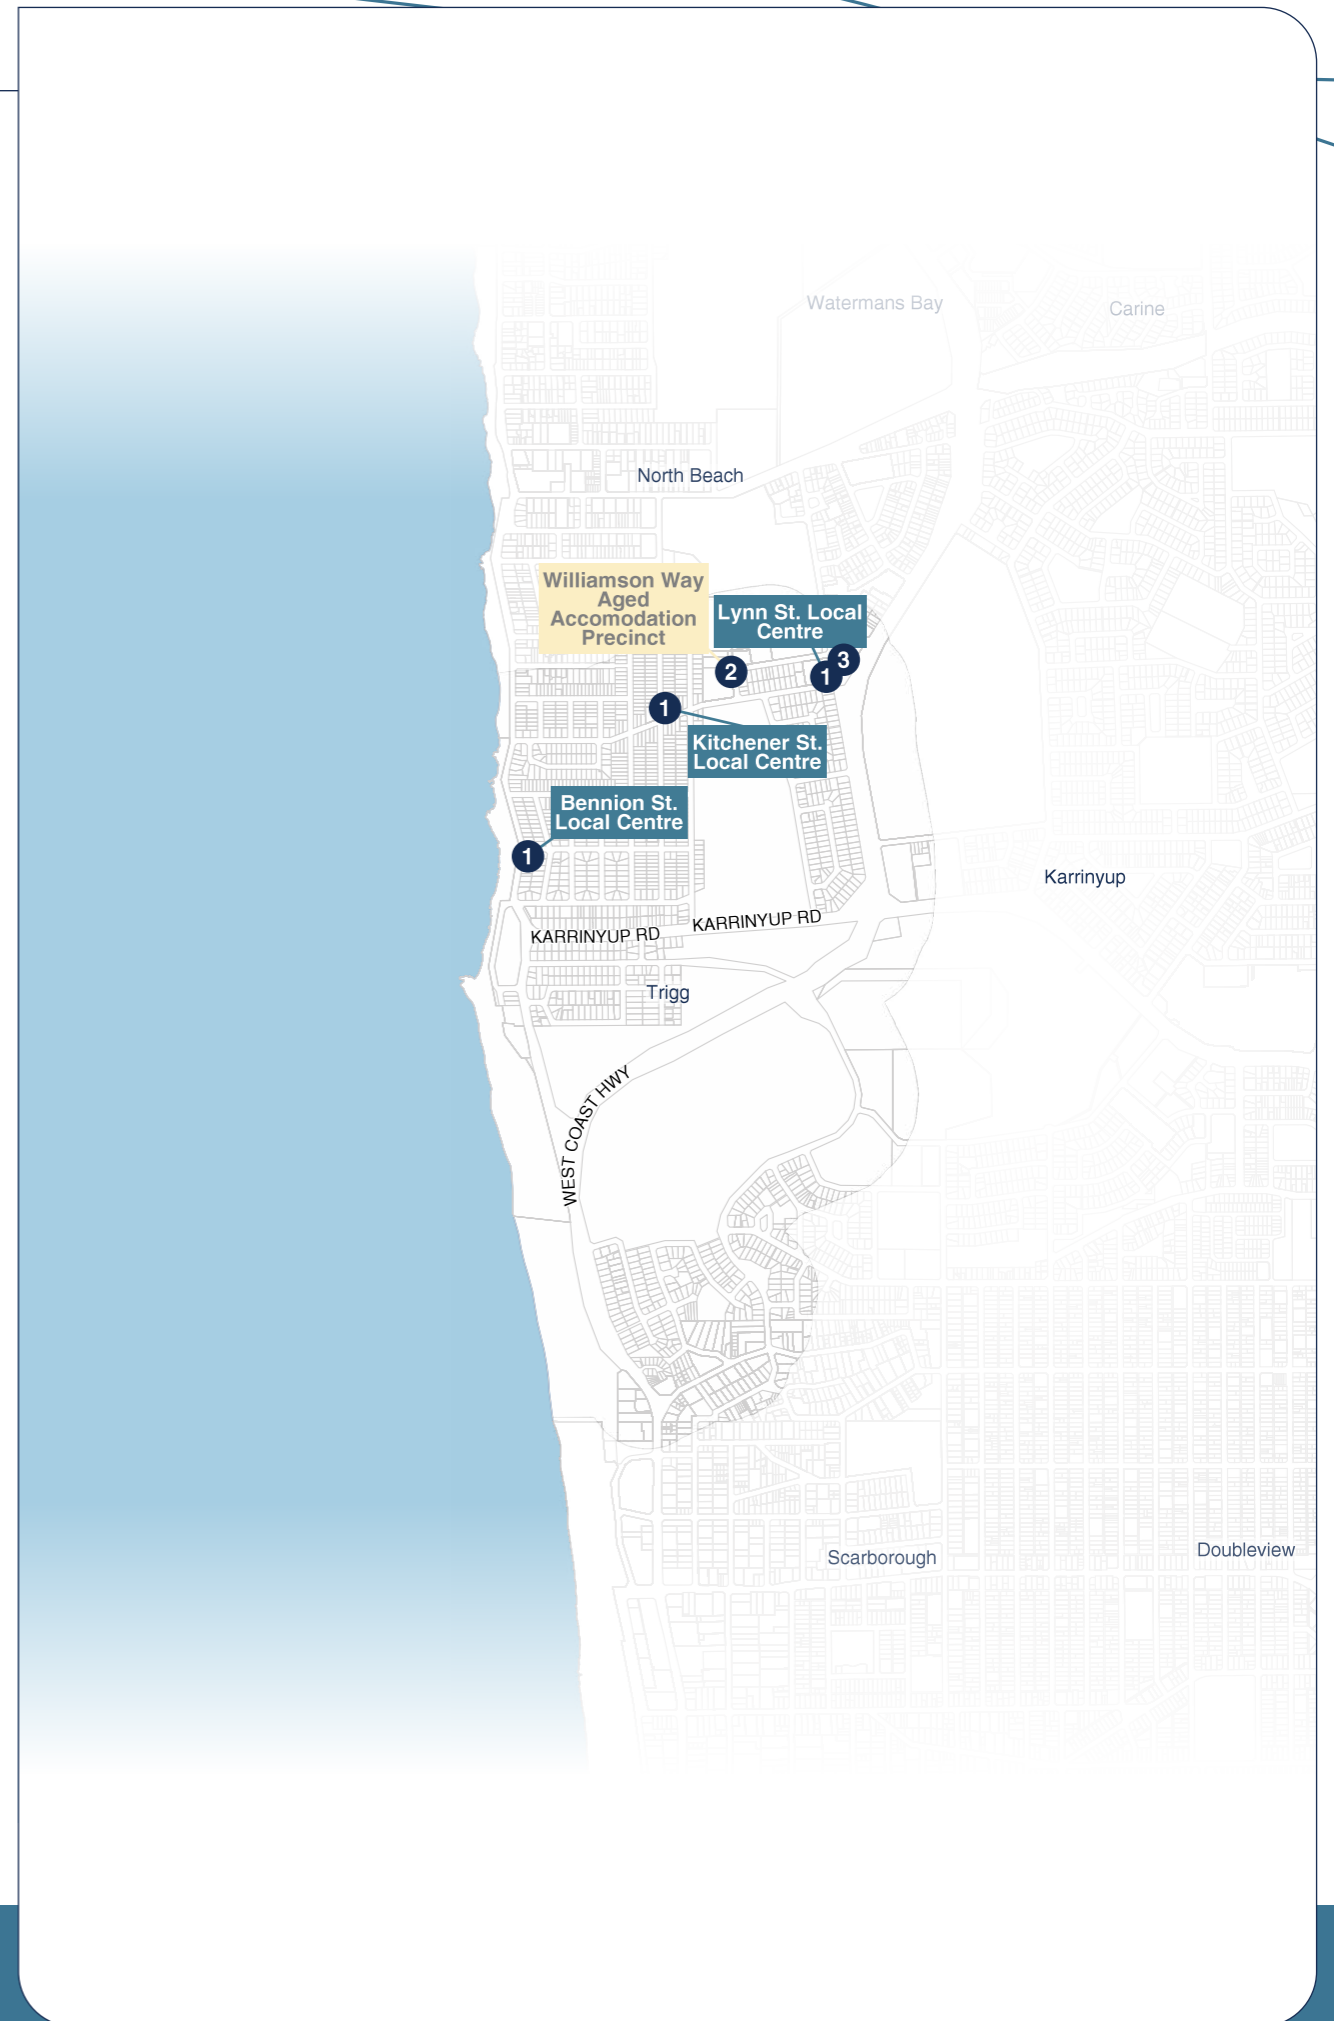 Watermans Bay
Carine
North Beach
Williamson Way
Aged
Accomodation
Precinct
Lynn St. Local
Centre
3
2
1
1
Kitchener St.
Local Centre
Bennion St.
Local Centre
1
Karrinyup
KARRINYUP RD
KARRINYUP RD
Trigg
WEST COAST HWY
Doubleview
Scarborough